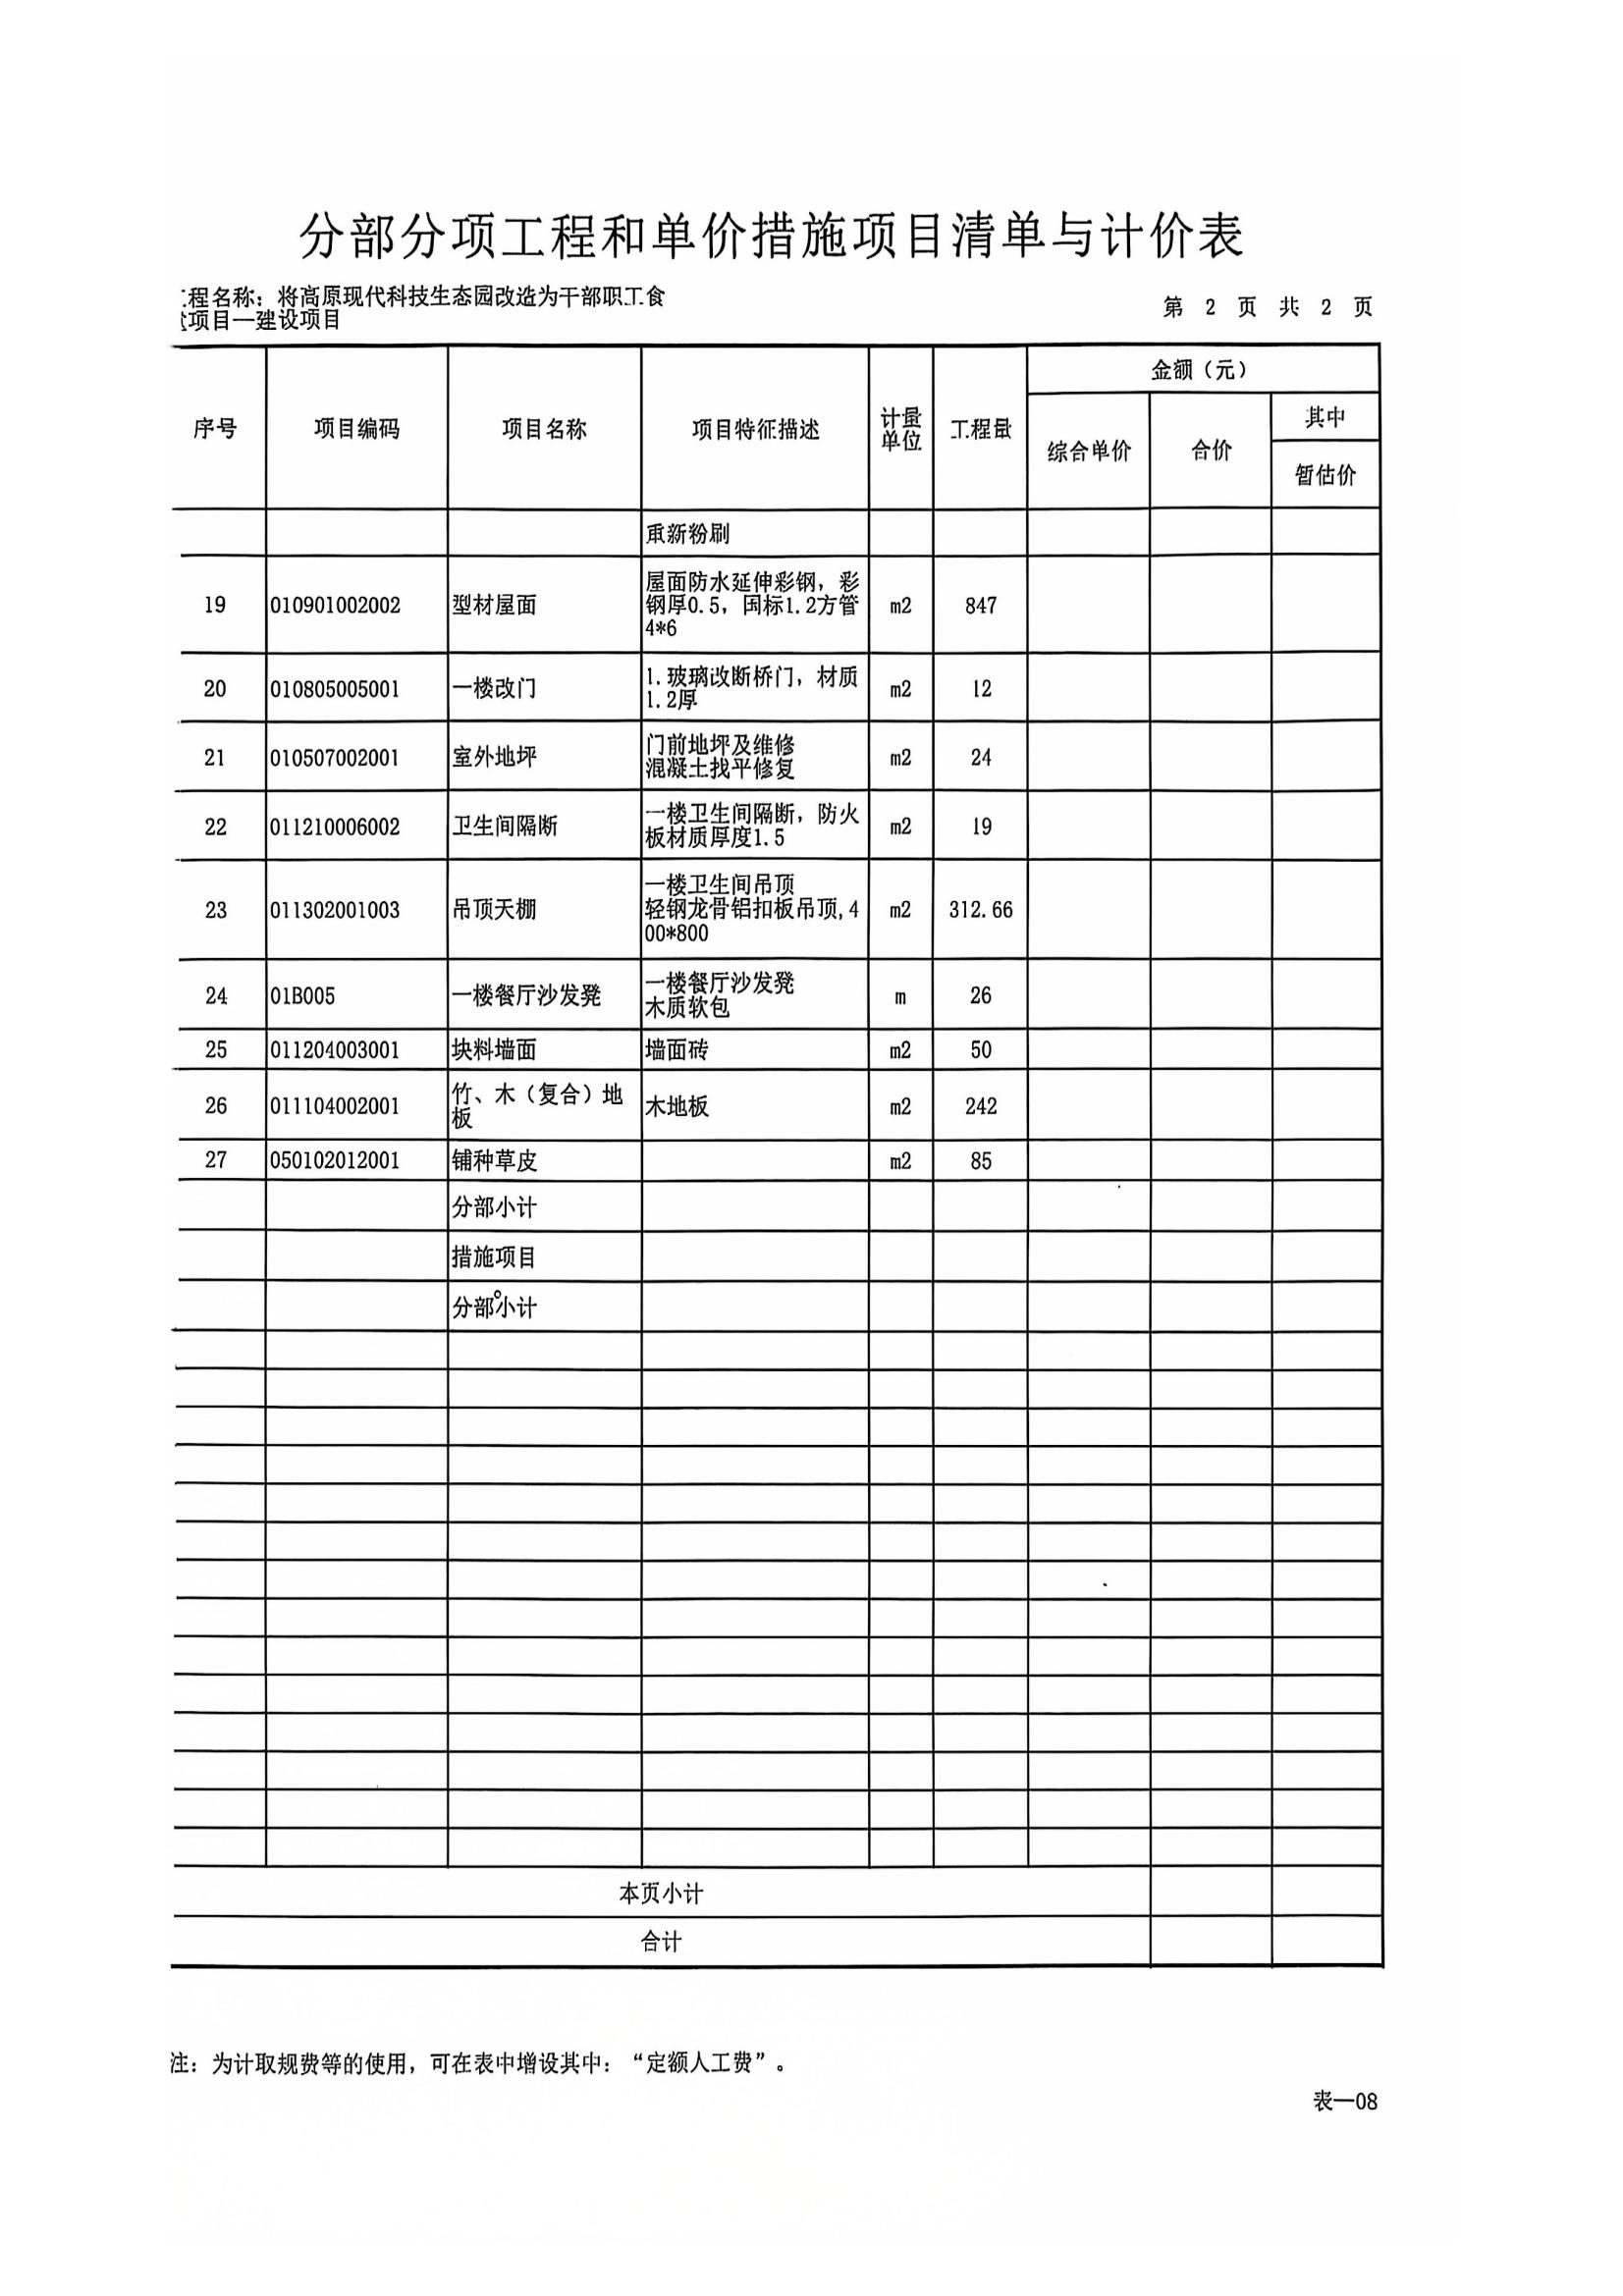 分部分项工程和单价措施项目清单与计价表
程名称：将高原现代科技生态园改造为干部职工食
项目—建设项目
第 2 页 共 2 页
序号 项目编码 项目名称 项目特征描述 计量单位 工程量 金额（元）
综合单价 合价 其中
暂估价
重新粉刷
19 010901002002 型材屋面 屋面防水延伸彩钢，彩
钢厚0.5，国标1.2方管
4*6 m2 847
20 010805005001 一楼改门 1.玻璃改断桥门，材质
1.2厚 m2 12
21 010507002001 室外地坪 门前地坪及维修
混凝土找平修复 m2 24
22 011210006002 卫生间隔断 一楼卫生间隔断，防火
板材质厚度1.5 m2 19
23 011302001003 吊顶天棚 一楼卫生间吊顶
轻钢龙骨铝扣板吊顶,4
00*800 m2 312.66
24 01B005 一楼餐厅沙发凳 一楼餐厅沙发凳
木质软包 m 26
25 011204003001 块料墙面 墙面砖 m2 50
26 011104002001 竹、木（复合）地
板 木地板 m2 242
27 050102012001 铺种草皮 m2 85
分部小计
措施项目
分部小计
本页小计
合计
注：为计取规费等的使用，可在表中增设其中：“定额人工费”。
表—08